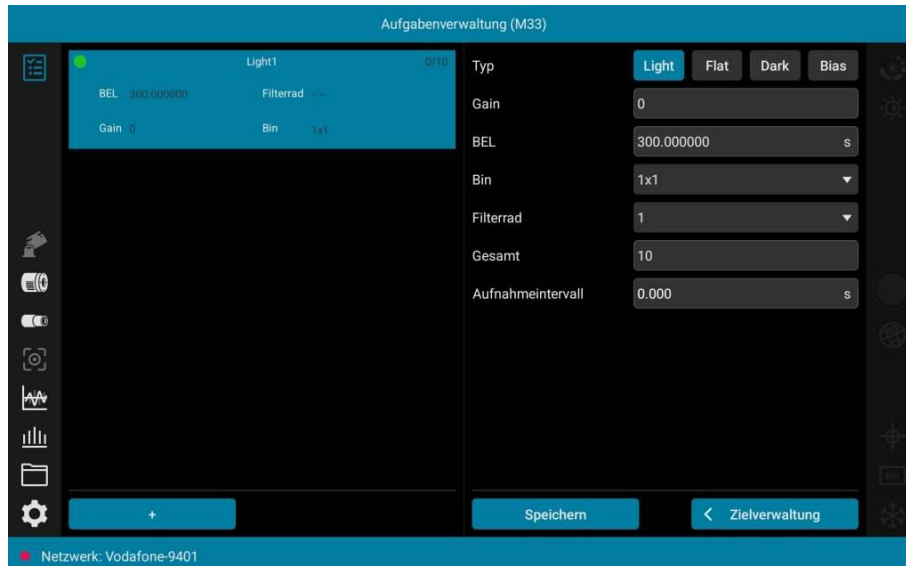 Aufgabenverwaltung (M33)
Light1 0/10
BEL 300.000000 Filterrad --
Gain 0 Bin 1x1
+
Typ Light Flat Dark Bias
Gain 0
BEL 300.000000 s
Bin 1x1
Filterrad 1
Gesamt 10
Aufnahmeintervall 0.000 s
Speichern < Zielverwaltung
Netzwerk: Vodafone-9401